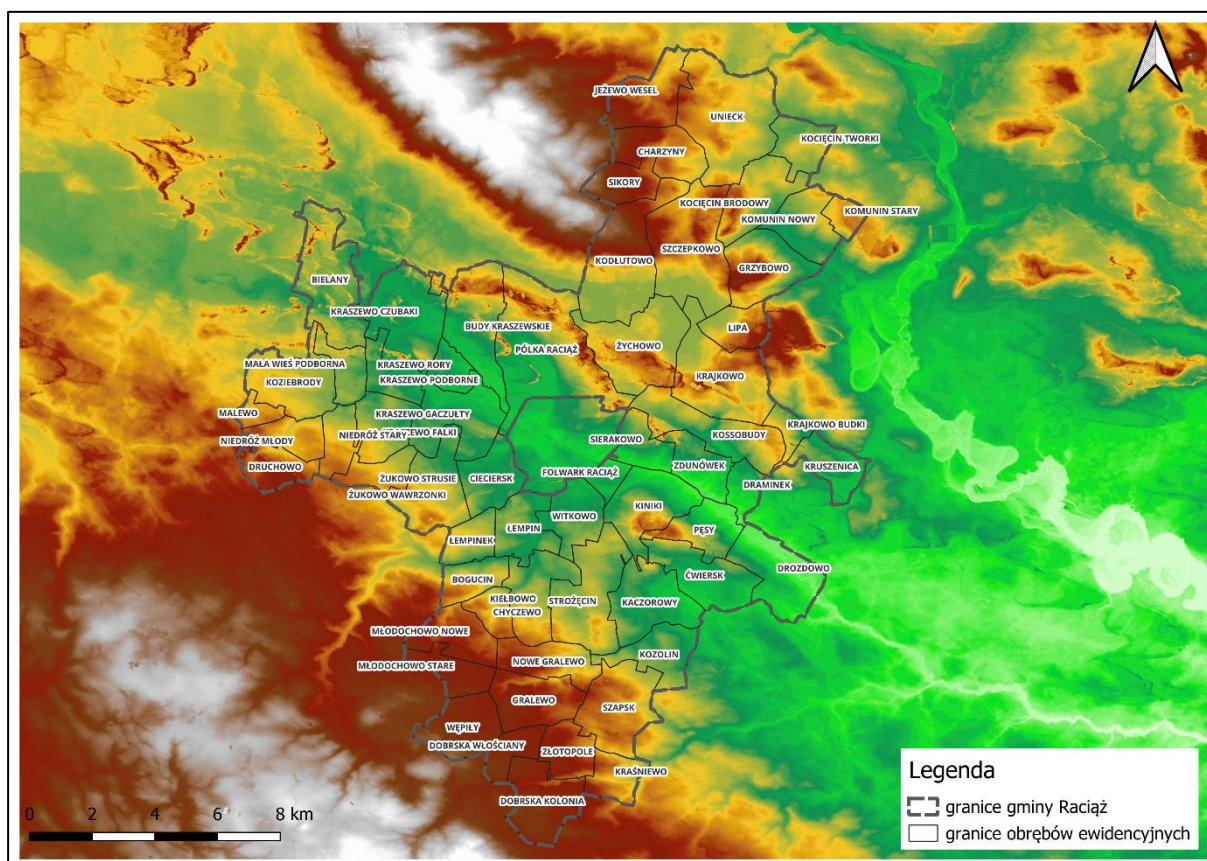 JEŻEWO WESEL
UNIECK
KOCIĘCIN TWORKI
CHARZYNY
SIKORY
KOCIĘCIN BRODOWY
KOMUNIN NOWY
KOMUNIN STARY
SZCZEPKOWO
KODŁUTOWO
GRZYBOWO
BIELANY
KRASZEWO CZUBAKI
BUDY KRASZEWSKIE
LIPA
ŻYCHOWO
PÓLKA RACIĄŻ
MAŁA WIEŚ PODBORNA
KRASZEWO RORY
KOZIEBRODY
KRASZEWO PODBORNE
KRAJKOWO
MALEWO
KRASZEWO GACZUŁTY
KRAJKOWO BUDKI
NIEDRÓŻ MŁODY
NIEDRÓŻ STARY
FALKI
SIERAKOWO
KOSSOBUDY
DRUCHOWO
ZDUNÓWEK
KRUSZENICA
ŻUKOWO STRUSIE
CIECIERSK
FOLWARK RACIĄŻ
DRAMINEK
ŻUKOWO WAWRZONKI
KINIKI
WITKOWO
ŁEMPIN
PĘSY
ŁEMPINEK
DROZDOWO
BOGUCIN
ĆWIERSK
KIEŁBOWO
STROŻĘCIN
KACZOROWY
CHYCZEWO
MŁODOCHOWO NOWE
KOZOLIN
MŁODOCHOWO STARE
NOWE GRALEWO
GRALEWO
SZAPSK
WĘPIŁY
DOBRSKA WŁOŚCIANY
ZŁOTOPOLE
KRAŚNIEWO
DOBRSKA KOLONIA
Legenda
granice gminy Raciąż
granice obrębów ewidencyjnych
0 2 4 6 8 km